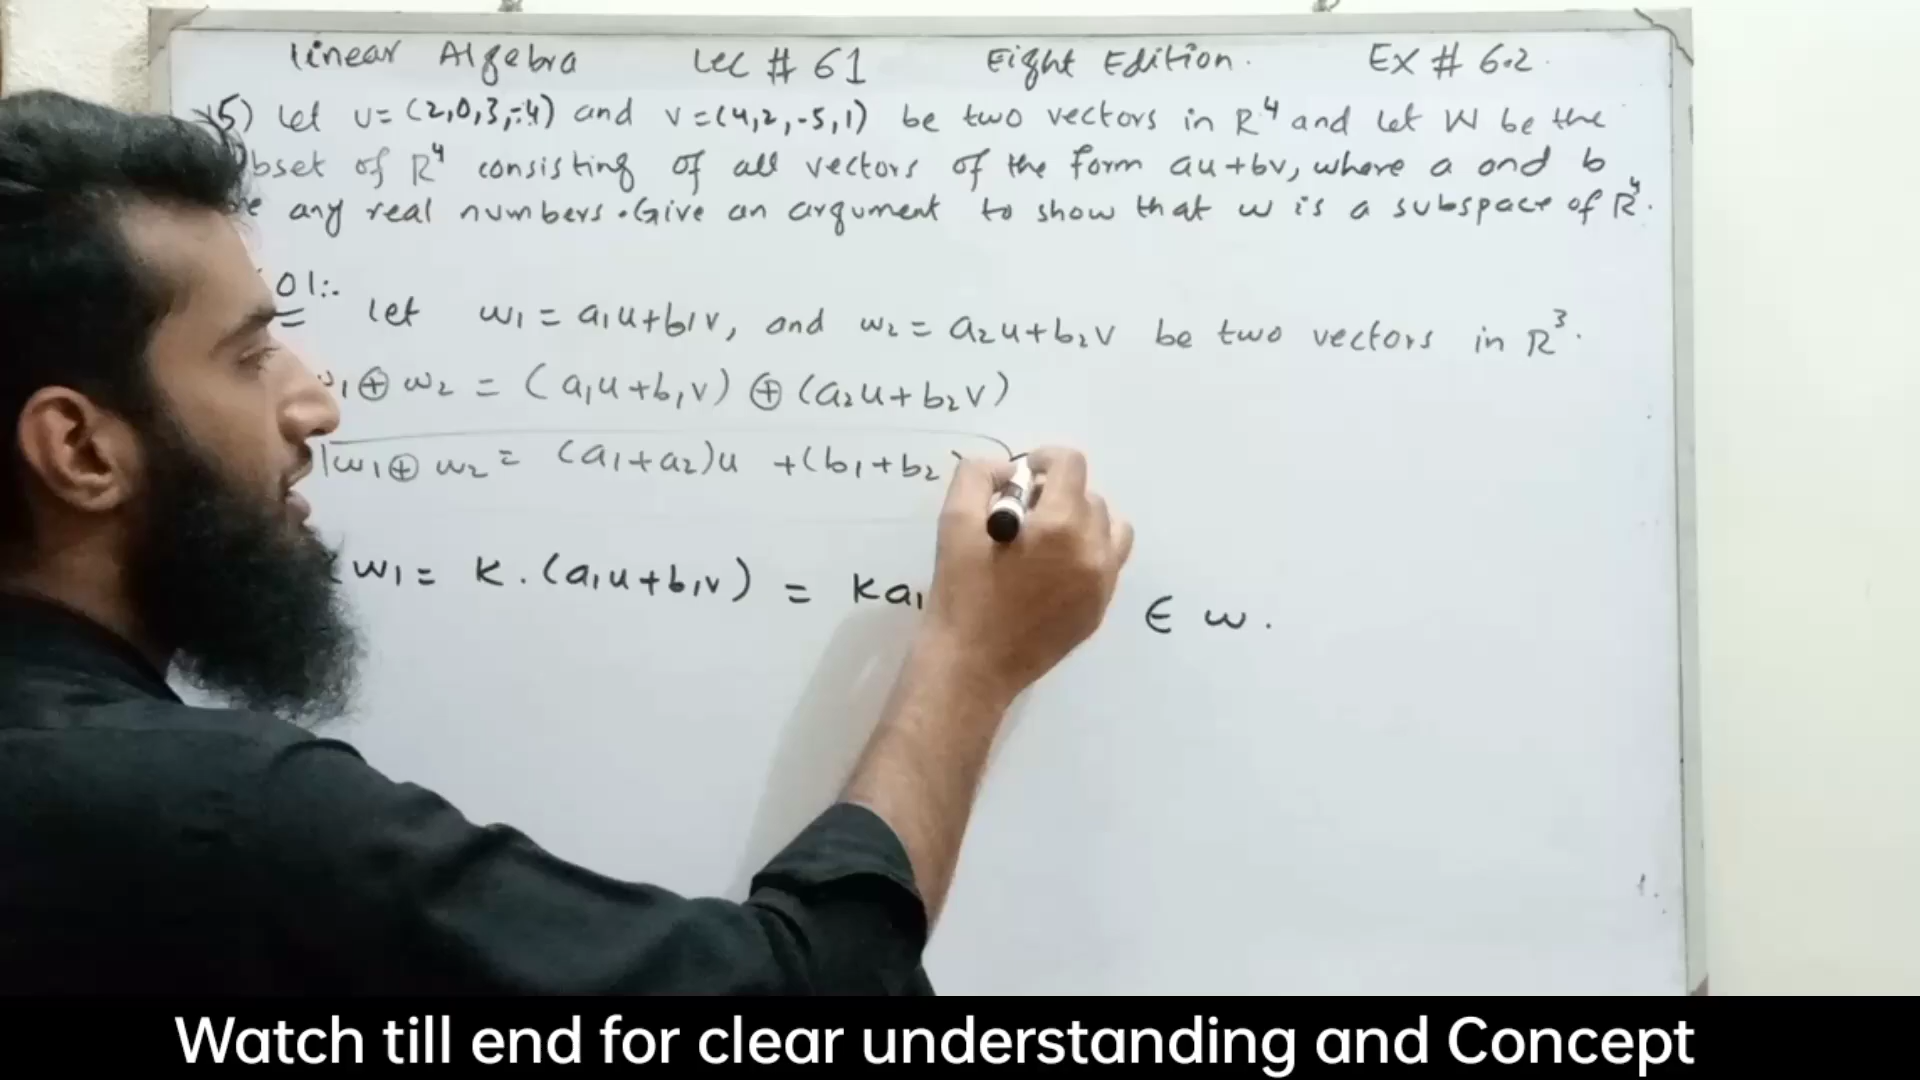 linear Algebra Lec # 61 Eight Edition. Ex # 6.2.
5) Let u=(2,0,3,-4) and v=(4,2,-5,1) be two vectors in R⁴ and let W be the
bset of R⁴ consisting of all vectors of the form au+bv, where a and b
e any real numbers. Give an argument to show that w is a subspace of R⁴.
ol:-
let w₁ = a₁u+b₁v, and w₂ = a₂u+b₂v be two vectors in R³.
₁ ⊕ w₂ = (a₁u+b₁v) ⊕ (a₂u+b₂v)
w₁ ⊕ w₂ = (a₁+a₂)u +(b₁+b₂)
w₁ = K.(a₁u+b₁v) = Ka₁ ∈ w.
Watch till end for clear understanding and Concept